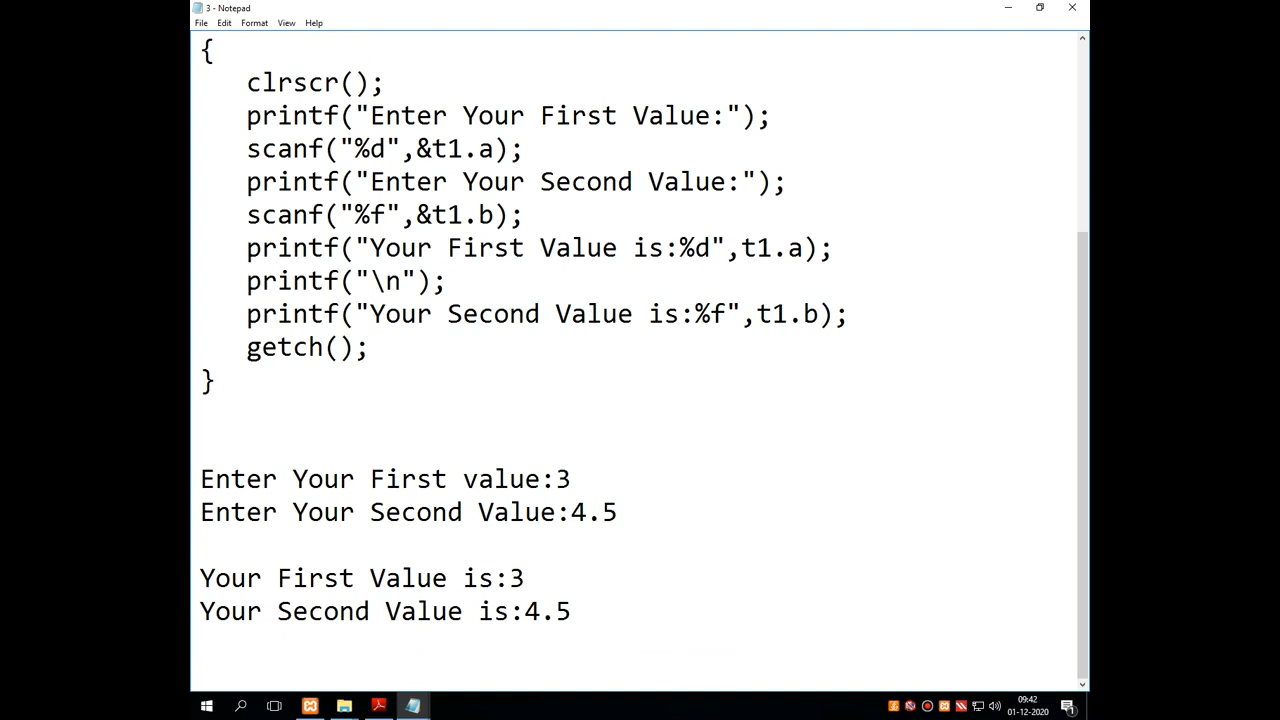 3 - Notepad
File Edit Format View Help
{
clrscr();
printf("Enter Your First Value:");
scanf("%d",&t1.a);
printf("Enter Your Second Value:");
scanf("%f",&t1.b);
printf("Your First Value is:%d",t1.a);
printf("\n");
printf("Your Second Value is:%f",t1.b);
getch();
}
Enter Your First value:3
Enter Your Second Value:4.5
Your First Value is:3
Your Second Value is:4.5
09:42
01-12-2020